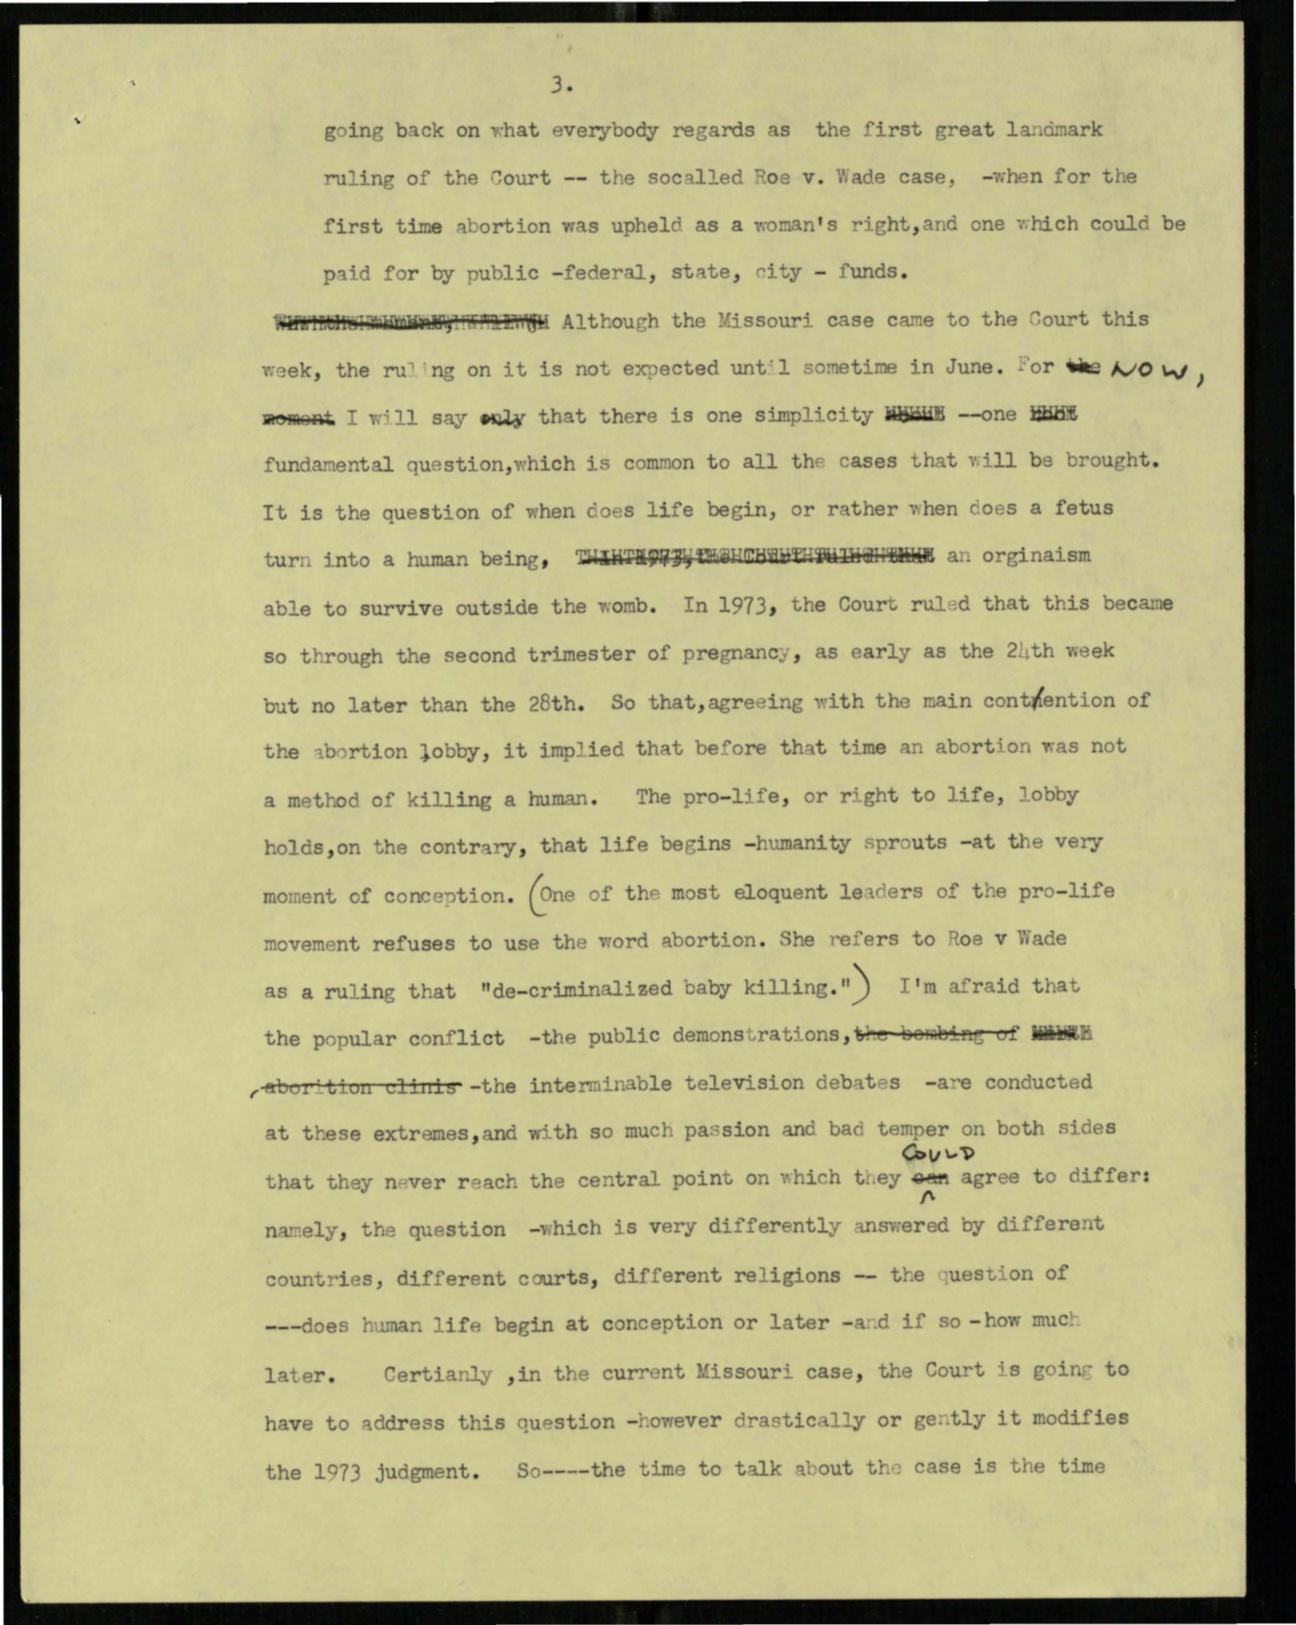 3.
going back on what everybody regards as the first great landmark
ruling of the Court -- the socalled Roe v. Wade case, -when for the
first time abortion was upheld as a woman's right,and one which could be
paid for by public -federal, state, city - funds.
Although the Missouri case came to the Court this
week, the ruling on it is not expected until sometime in June. For the NOW,
moment I will say only that there is one simplicity --one
fundamental question,which is common to all the cases that will be brought.
It is the question of when does life begin, or rather when does a fetus
turn into a human being, an orginaism
able to survive outside the womb. In 1973, the Court ruled that this became
so through the second trimester of pregnancy, as early as the 24th week
but no later than the 28th. So that,agreeing with the main contention of
the abortion lobby, it implied that before that time an abortion was not
a method of killing a human. The pro-life, or right to life, lobby
holds,on the contrary, that life begins -humanity sprouts -at the very
moment of conception. (One of the most eloquent leaders of the pro-life
movement refuses to use the word abortion. She refers to Roe v Wade
as a ruling that "de-criminalized baby killing.") I'm afraid that
the popular conflict -the public demonstrations,the bombing of
aborition clinis -the interminable television debates -are conducted
at these extremes,and with so much passion and bad temper on both sides
COULD
that they never reach the central point on which they can agree to differ:
namely, the question -which is very differently answered by different
countries, different courts, different religions -- the question of
---does human life begin at conception or later -and if so -how much
later. Certianly ,in the current Missouri case, the Court is going to
have to address this question -however drastically or gently it modifies
the 1973 judgment. So----the time to talk about the case is the time